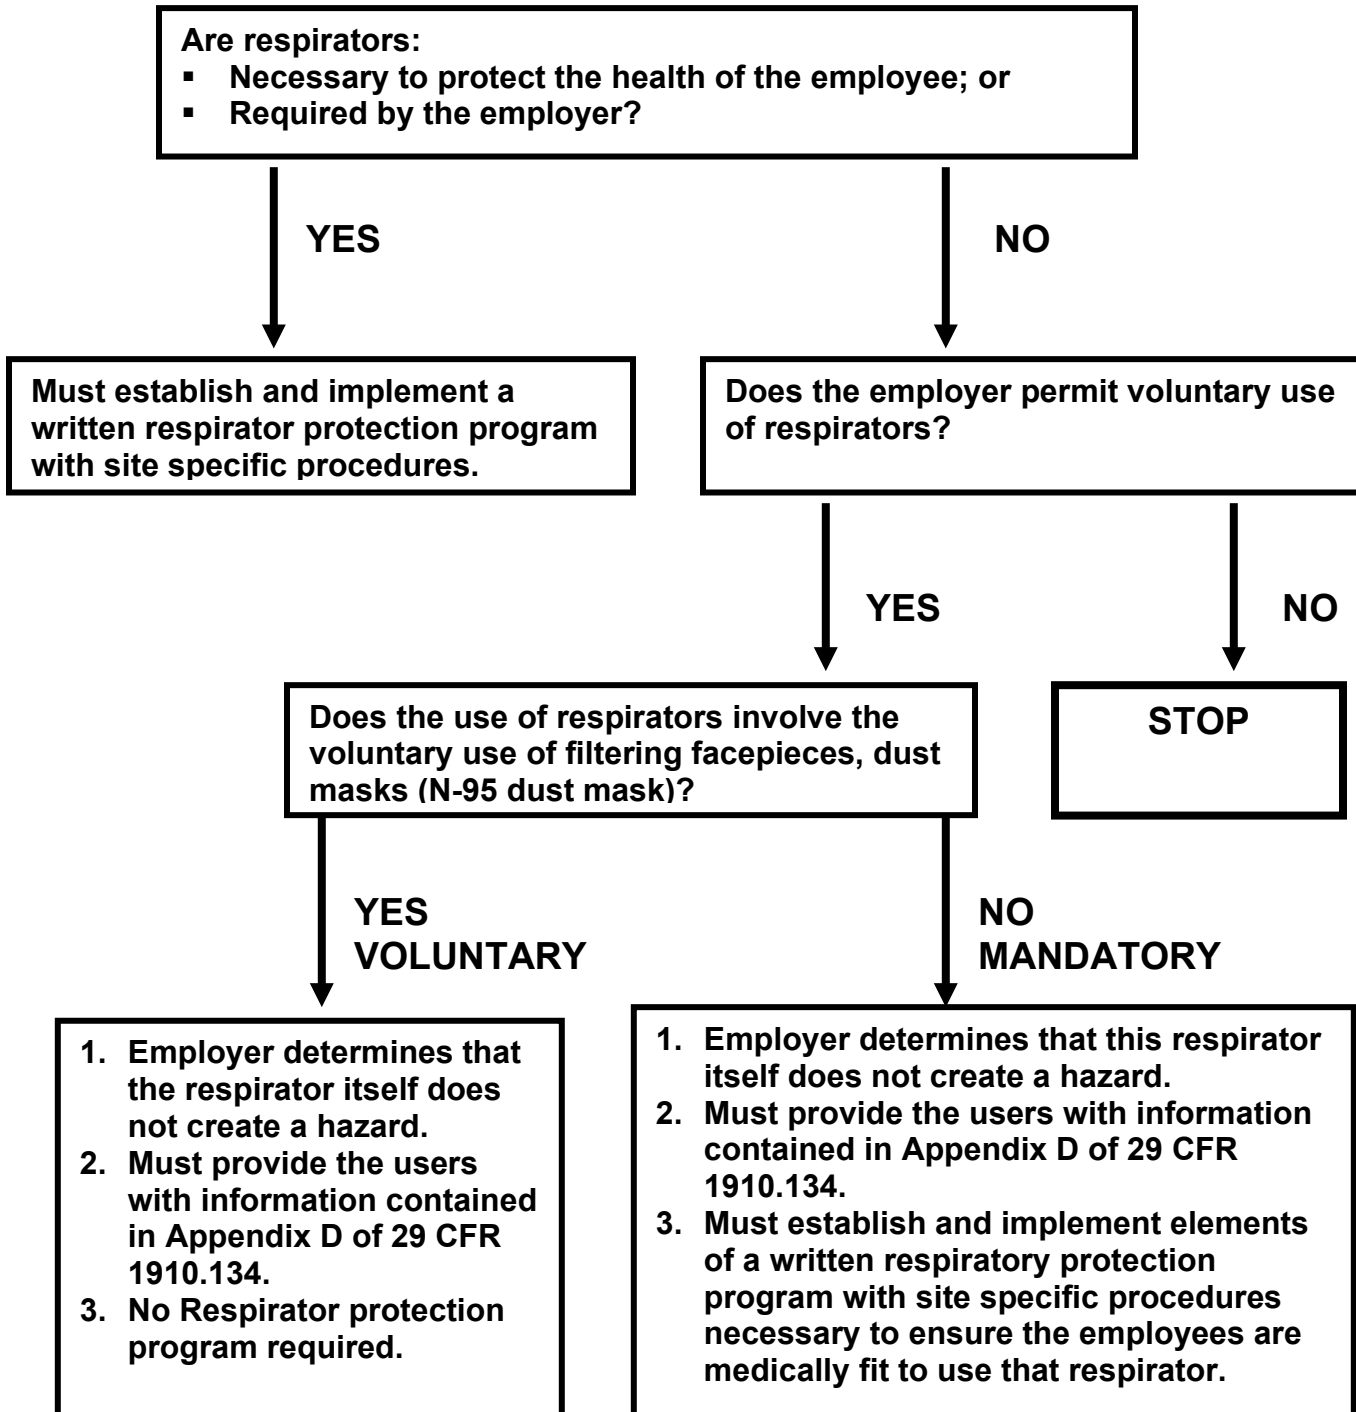 Are respirators:
▪ Necessary to protect the health of the employee; or
▪ Required by the employer?
YES
NO
Must establish and implement a
written respirator protection program
with site specific procedures.
Does the employer permit voluntary use
of respirators?
YES
NO
Does the use of respirators involve the
voluntary use of filtering facepieces, dust
masks (N-95 dust mask)?
STOP
YES
VOLUNTARY
NO
MANDATORY
1. Employer determines that
the respirator itself does
not create a hazard.
2. Must provide the users
with information contained
in Appendix D of 29 CFR
1910.134.
3. No Respirator protection
program required.
1. Employer determines that this respirator
itself does not create a hazard.
2. Must provide the users with information
contained in Appendix D of 29 CFR
1910.134.
3. Must establish and implement elements
of a written respiratory protection
program with site specific procedures
necessary to ensure the employees are
medically fit to use that respirator.